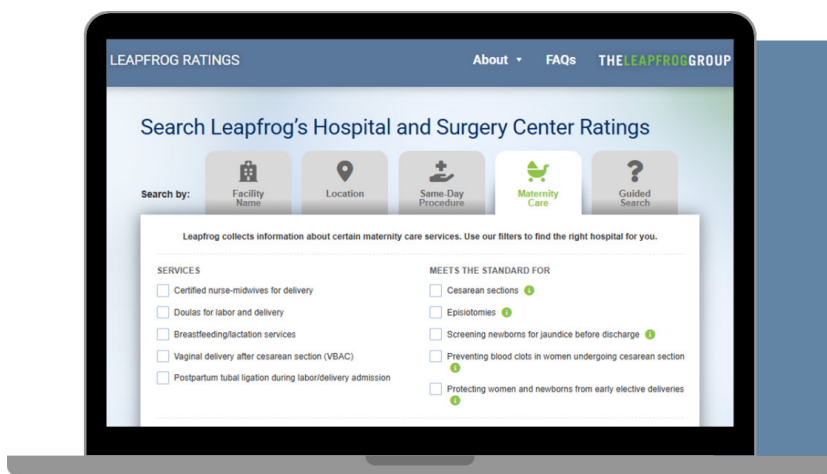 LEAPFROG RATINGS
About FAQs THELEAPFROGGROUP
Search Leapfrog's Hospital and Surgery Center Ratings
Search by:
Facility
Name
Location
Same-Day
Procedure
Maternity
Care
Guided
Search
Leapfrog collects information about certain maternity care services. Use our filters to find the right hospital for you.
SERVICES
Certified nurse-midwives for delivery
Doulas for labor and delivery
Breastfeeding/lactation services
Vaginal delivery after cesarean section (VBAC)
Postpartum tubal ligation during labor/delivery admission
MEETS THE STANDARD FOR
Cesarean sections
Episiotomies
Screening newborns for jaundice before discharge
Preventing blood clots in women undergoing cesarean section
Protecting women and newborns from early elective deliveries